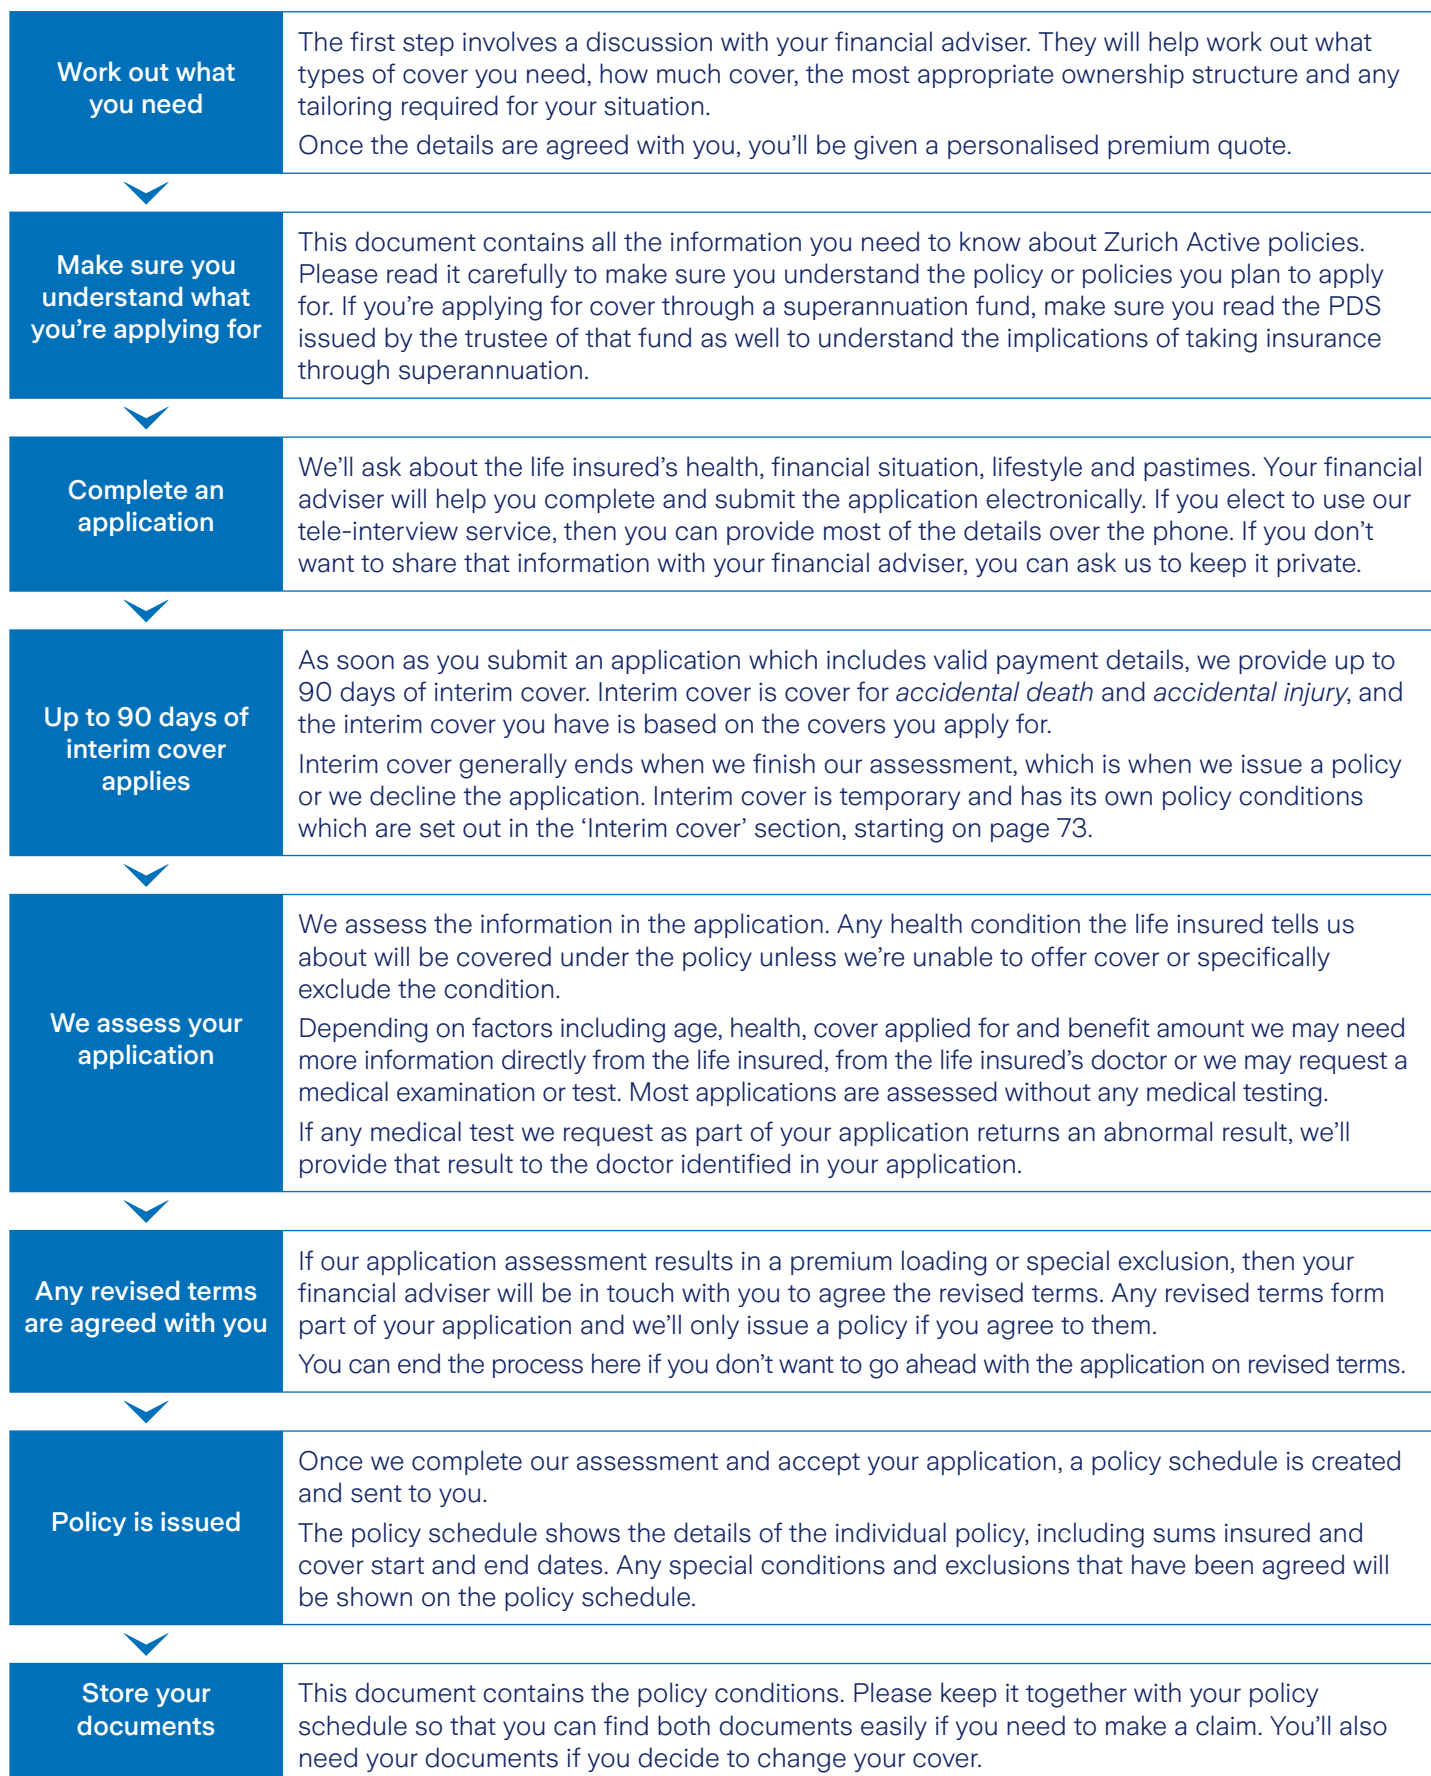 Work out what
you need
The first step involves a discussion with your financial adviser. They will help work out what
types of cover you need, how much cover, the most appropriate ownership structure and any
tailoring required for your situation.
Once the details are agreed with you, you'll be given a personalised premium quote.
Make sure you
understand what
you're applying for
This document contains all the information you need to know about Zurich Active policies.
Please read it carefully to make sure you understand the policy or policies you plan to apply
for. If you're applying for cover through a superannuation fund, make sure you read the PDS
issued by the trustee of that fund as well to understand the implications of taking insurance
through superannuation.
Complete an
application
We'll ask about the life insured's health, financial situation, lifestyle and pastimes. Your financial
adviser will help you complete and submit the application electronically. If you elect to use our
tele-interview service, then you can provide most of the details over the phone. If you don't
want to share that information with your financial adviser, you can ask us to keep it private.
Up to 90 days of
interim cover
applies
As soon as you submit an application which includes valid payment details, we provide up to
90 days of interim cover. Interim cover is cover for accidental death and accidental injury, and
the interim cover you have is based on the covers you apply for.
Interim cover generally ends when we finish our assessment, which is when we issue a policy
or we decline the application. Interim cover is temporary and has its own policy conditions
which are set out in the ‘Interim cover’ section, starting on page 73.
We assess your
application
We assess the information in the application. Any health condition the life insured tells us
about will be covered under the policy unless we're unable to offer cover or specifically
exclude the condition.
Depending on factors including age, health, cover applied for and benefit amount we may need
more information directly from the life insured, from the life insured's doctor or we may request a
medical examination or test. Most applications are assessed without any medical testing.
If any medical test we request as part of your application returns an abnormal result, we'll
provide that result to the doctor identified in your application.
Any revised terms
are agreed with you
If our application assessment results in a premium loading or special exclusion, then your
financial adviser will be in touch with you to agree the revised terms. Any revised terms form
part of your application and we'll only issue a policy if you agree to them.
You can end the process here if you don't want to go ahead with the application on revised terms.
Policy is issued
Once we complete our assessment and accept your application, a policy schedule is created
and sent to you.
The policy schedule shows the details of the individual policy, including sums insured and
cover start and end dates. Any special conditions and exclusions that have been agreed will
be shown on the policy schedule.
Store your
documents
This document contains the policy conditions. Please keep it together with your policy
schedule so that you can find both documents easily if you need to make a claim. You'll also
need your documents if you decide to change your cover.